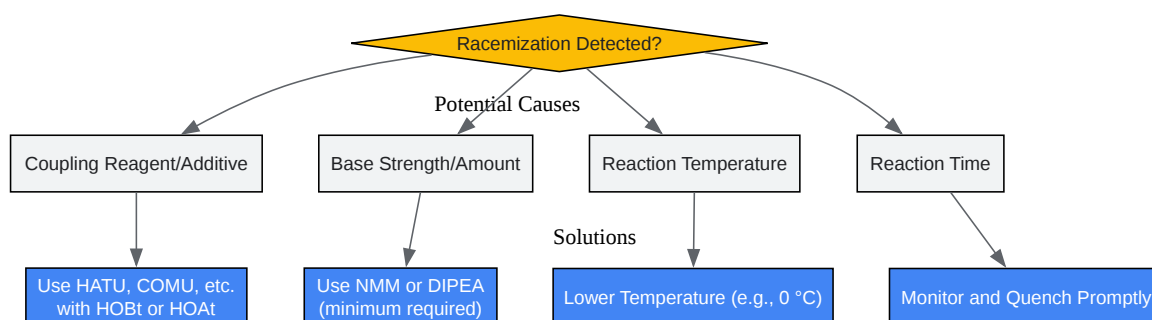 Racemization Detected?
Potential Causes
Coupling Reagent/Additive
Base Strength/Amount
Reaction Temperature
Reaction Time
Solutions
Use HATU, COMU, etc.
with HOBt or HOAt
Use NMM or DIPEA
(minimum required)
Lower Temperature (e.g., 0 °C)
Monitor and Quench Promptly